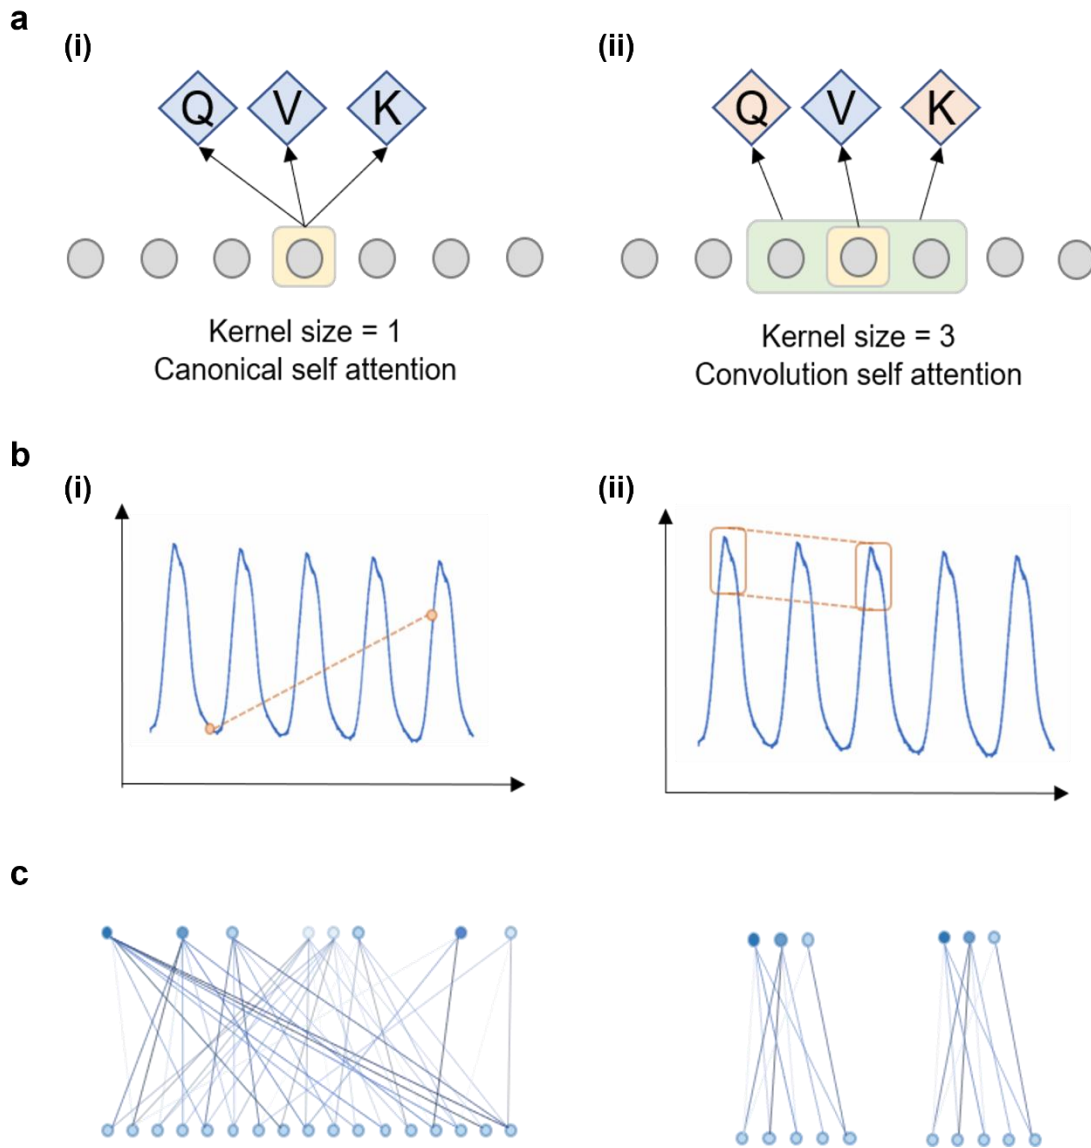 a
(i) (ii)
Q V K Q V K
Kernel size = 1
Canonical self attention
Kernel size = 3
Convolution self attention
b
(i) (ii)
c